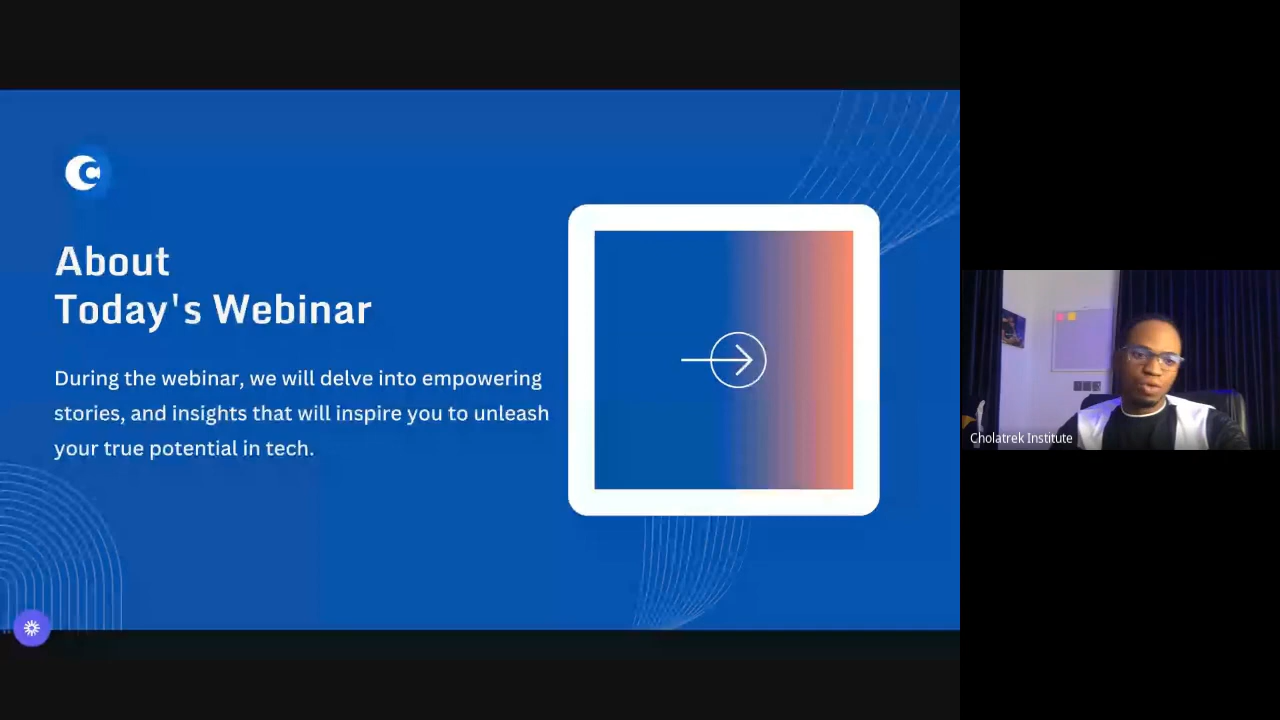 About
Today's Webinar
During the webinar, we will delve into empowering
stories, and insights that will inspire you to unleash
your true potential in tech.
Cholatrek Institute